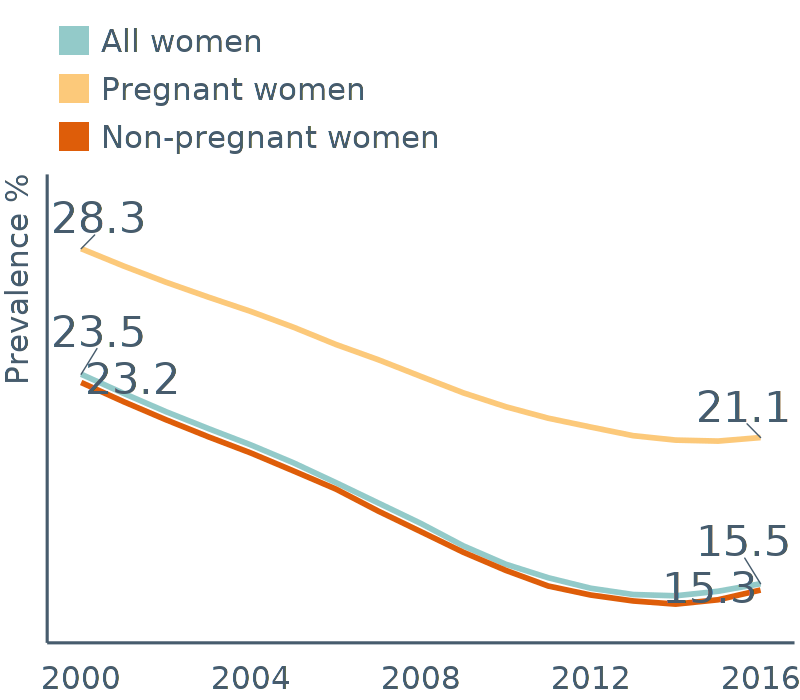 All women
Pregnant women
Non-pregnant women
Prevalence %
28.3
23.5
23.2
21.1
15.5
15.3
2000 2004 2008 2012 2016